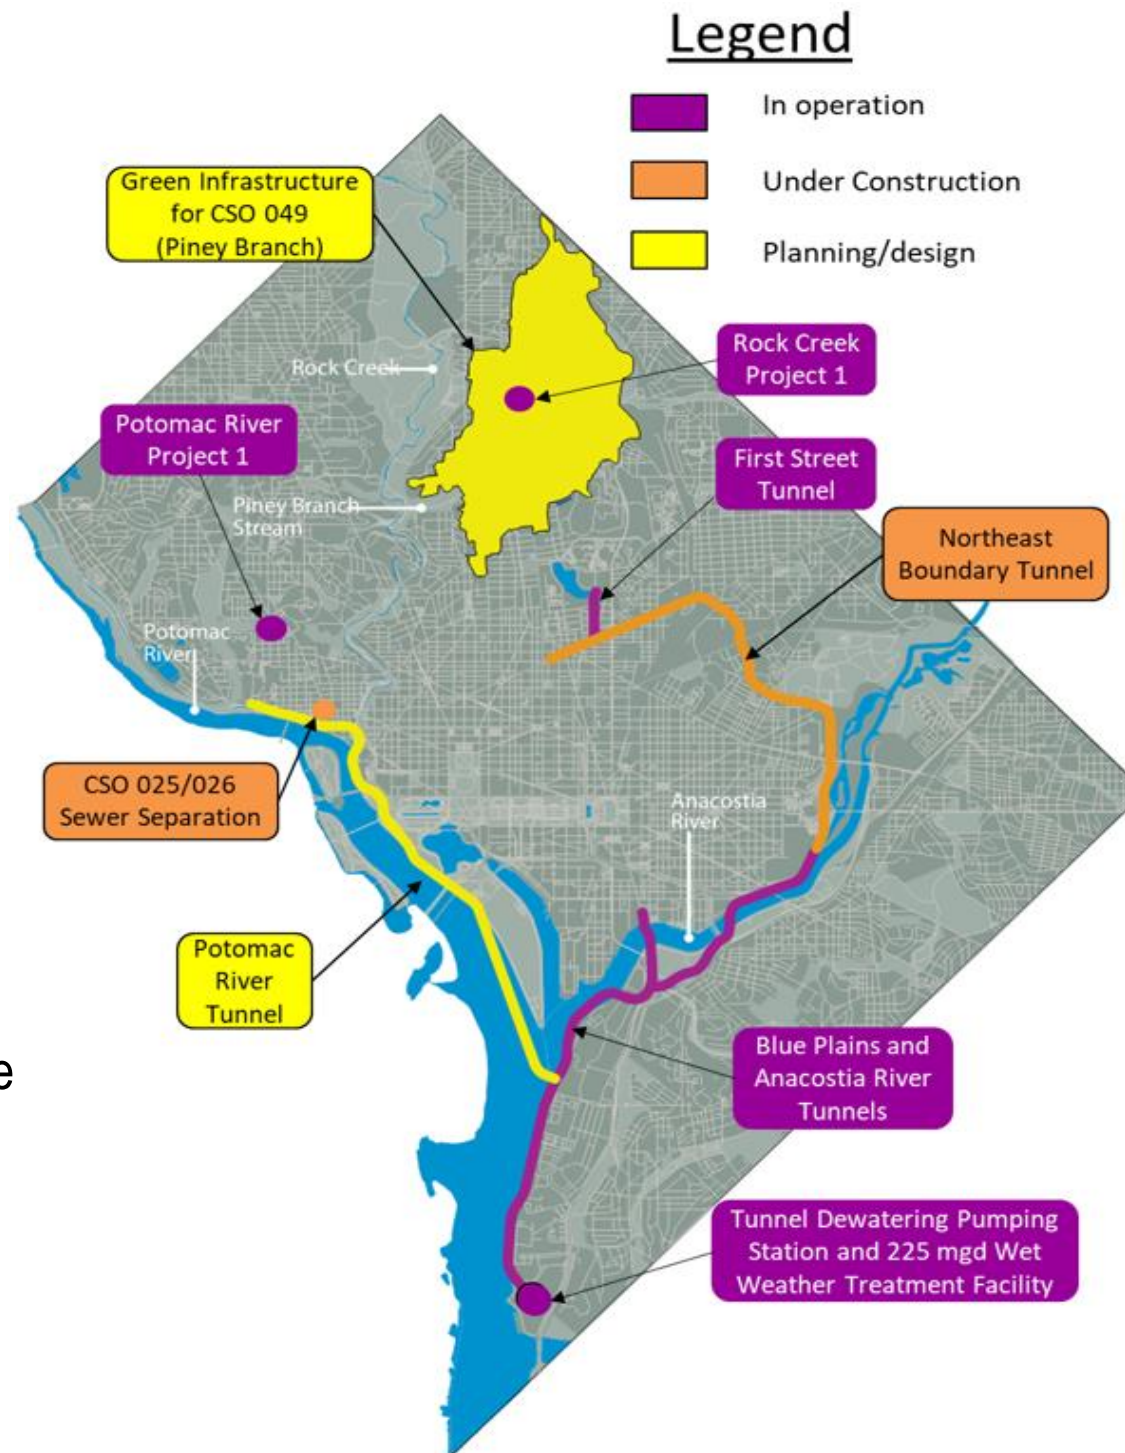 Legend
In operation
Under Construction
Planning/design
Green Infrastructure
for CSO 049
(Piney Branch)
Rock Creek
Project 1
Rock Creek
Potomac River
Project 1
First Street
Tunnel
Piney Branch
Stream
Northeast
Boundary Tunnel
Potomac
River
CSO 025/026
Sewer Separation
Anacostia
River
Potomac
River
Tunnel
e
Blue Plains and
Anacostia River
Tunnels
Tunnel Dewatering Pumping
Station and 225 mgd Wet
Weather Treatment Facility